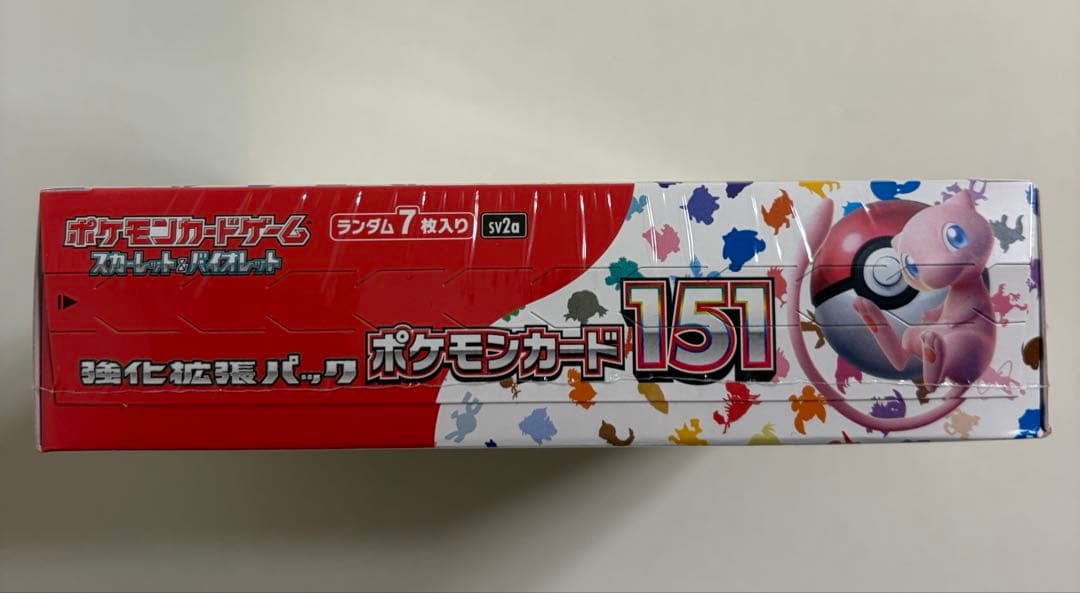 ポケモンカードゲーム
スカーレット&バイオレット
ランダム7枚入り
sv2a
強化拡張パック
ポケモンカード151